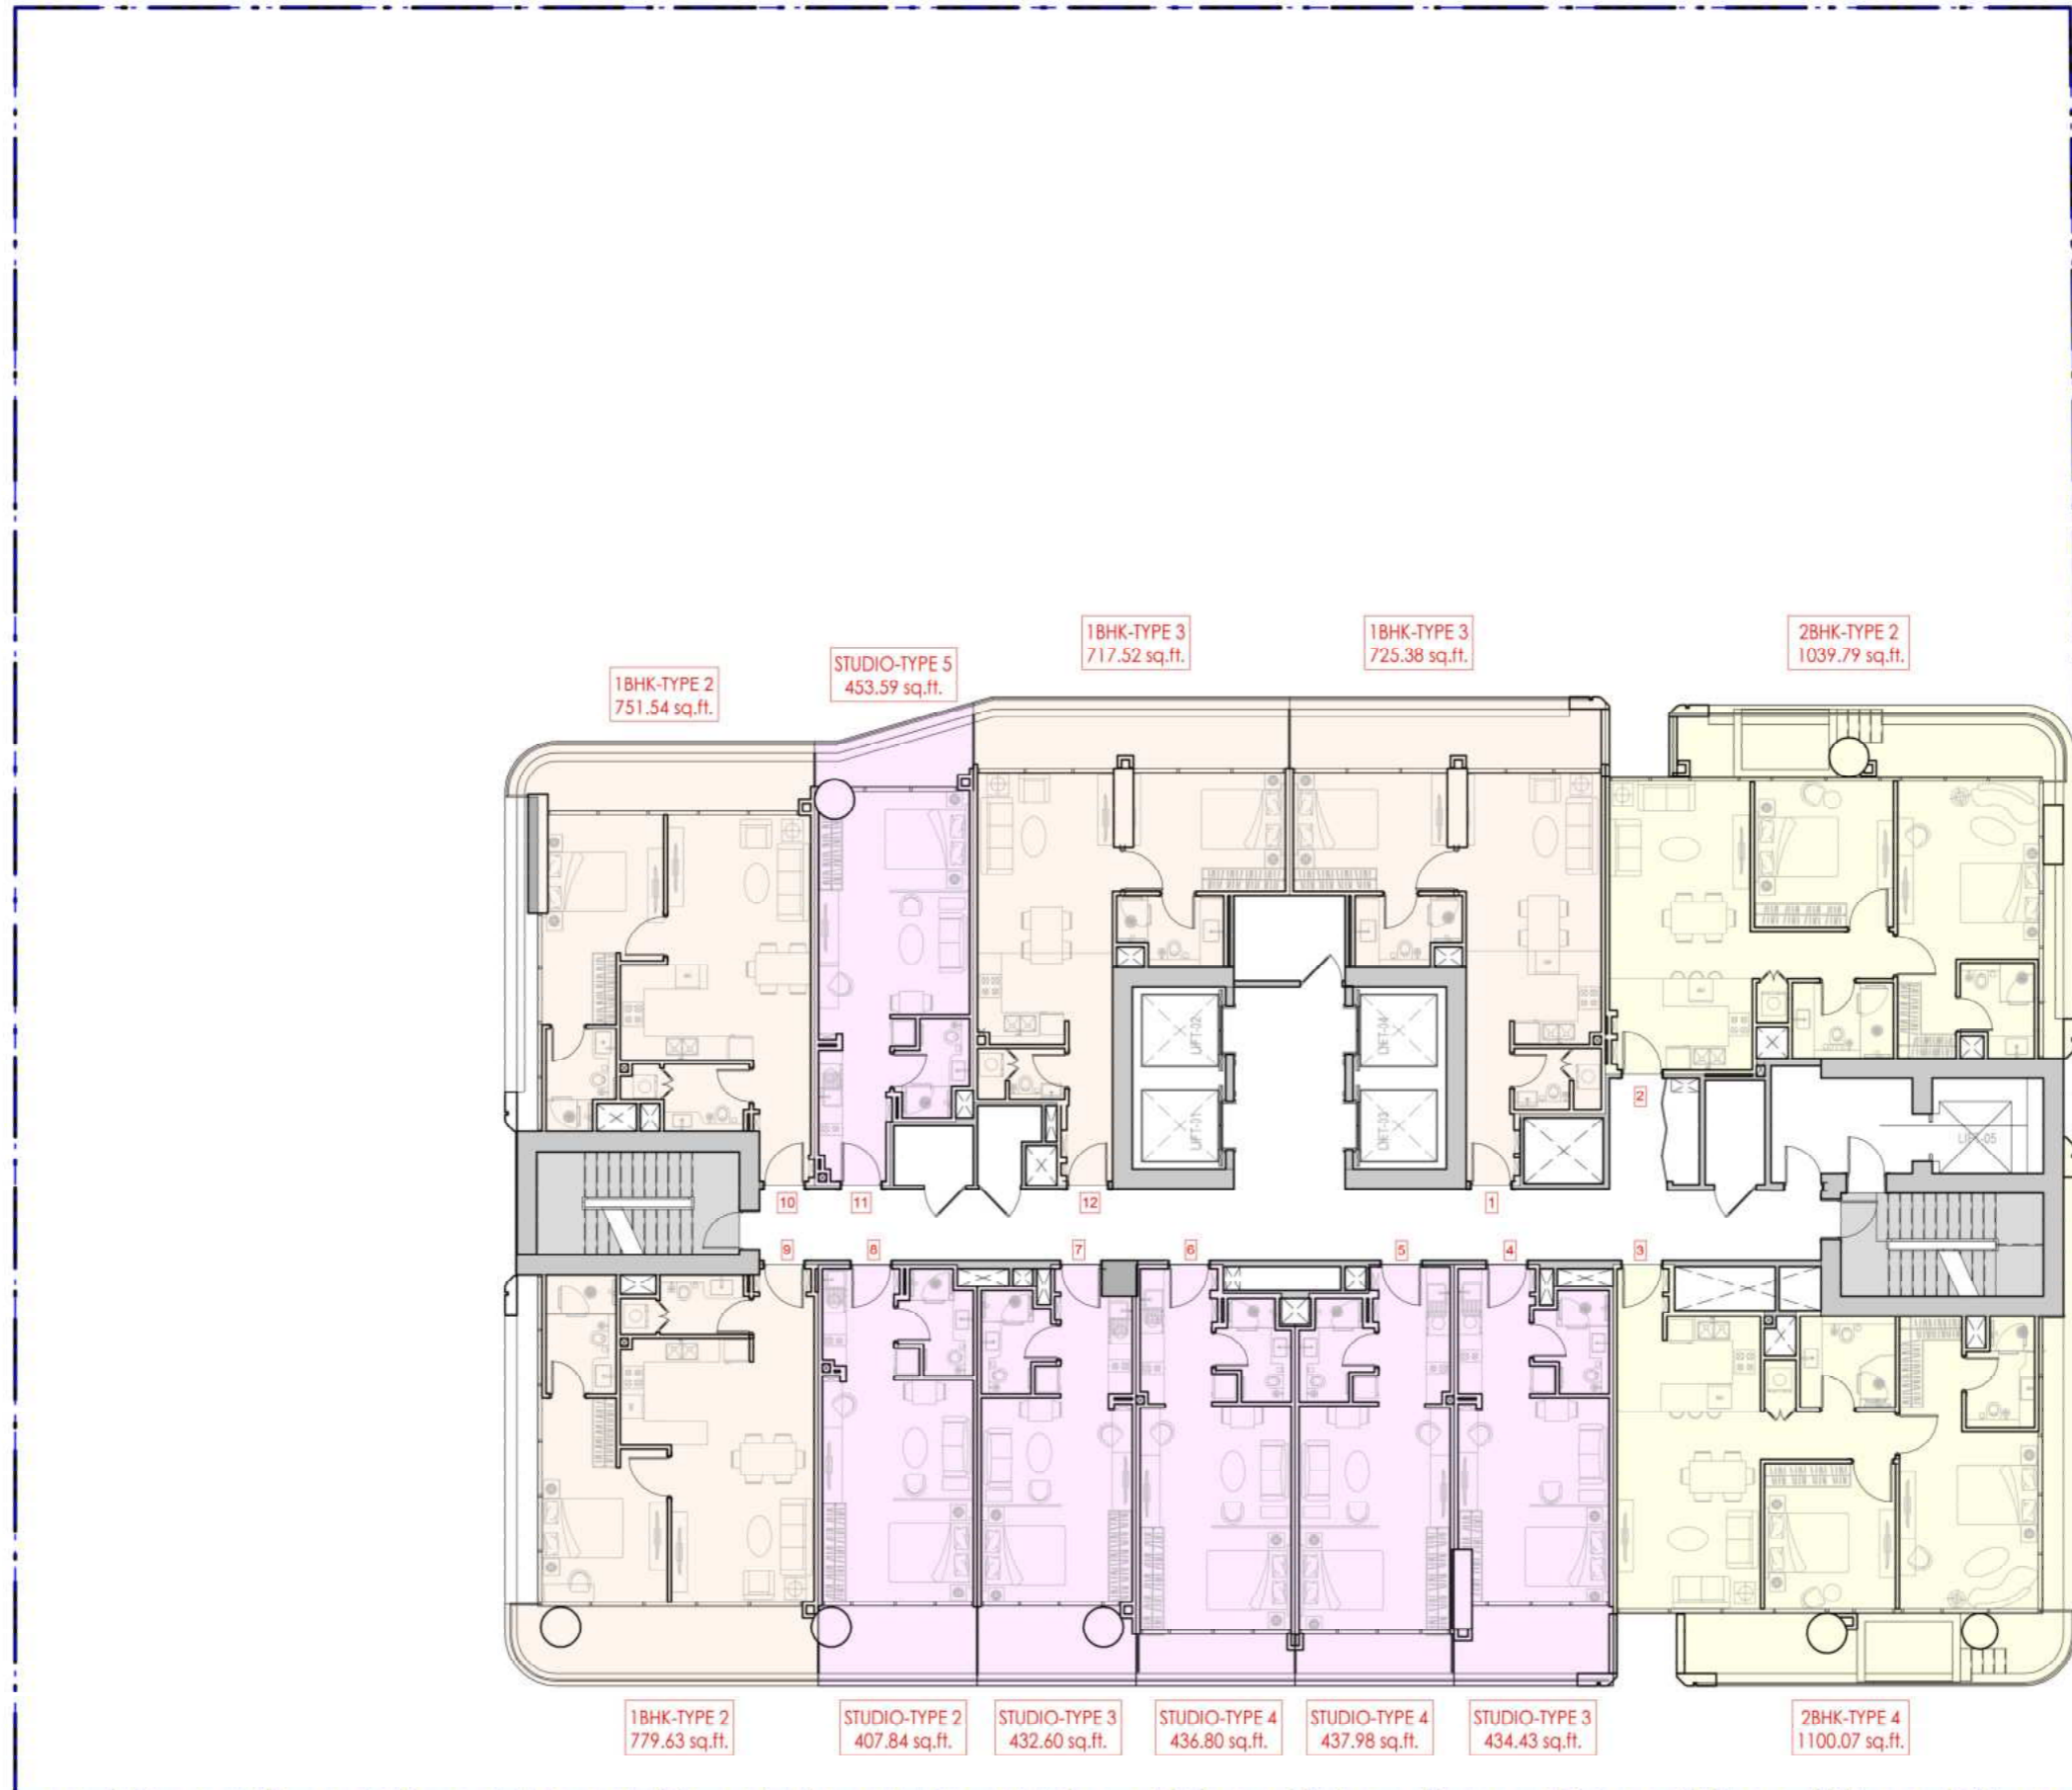 1BHK-TYPE 3
717.52 sq.ft.
1BHK-TYPE 3
725.38 sq.ft.
2BHK-TYPE 2
1039.79 sq.ft.
STUDIO-TYPE 5
453.59 sq.ft.
1BHK-TYPE 2
751.54 sq.ft.
LIFT-02
LIFT-04
LIFT-01
LIFT-03
2
LIFT-05
10
11
12
1
9
8
7
6
5
4
3
1BHK-TYPE 2
779.63 sq.ft.
STUDIO-TYPE 2
407.84 sq.ft.
STUDIO-TYPE 3
432.60 sq.ft.
STUDIO-TYPE 4
436.80 sq.ft.
STUDIO-TYPE 4
437.98 sq.ft.
STUDIO-TYPE 3
434.43 sq.ft.
2BHK-TYPE 4
1100.07 sq.ft.